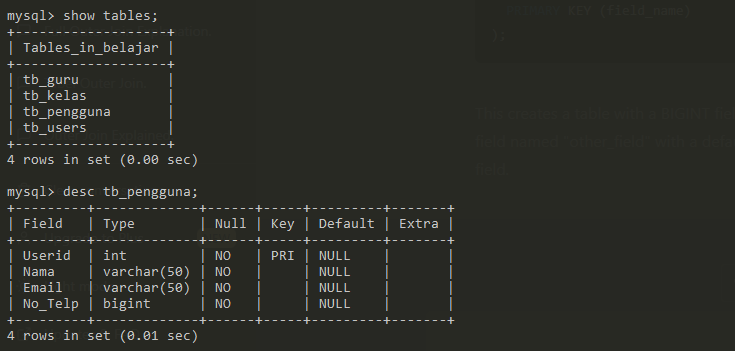 mysql> show tables;
+-------------------+
| Tables_in_belajar |
+-------------------+
| tb_guru           |
| tb_kelas          |
| tb_pengguna       |
| tb_users          |
+-------------------+
4 rows in set (0.00 sec)
mysql> desc tb_pengguna;
+---------+-------------+------+-----+---------+-------+
| Field   | Type        | Null | Key | Default | Extra |
+---------+-------------+------+-----+---------+-------+
| Userid  | int         | NO   | PRI | NULL    |       |
| Nama    | varchar(50) | NO   |     | NULL    |       |
| Email   | varchar(50) | NO   |     | NULL    |       |
| No_Telp | bigint      | NO   |     | NULL    |       |
+---------+-------------+------+-----+---------+-------+
4 rows in set (0.01 sec)
KEY (field_name)
);